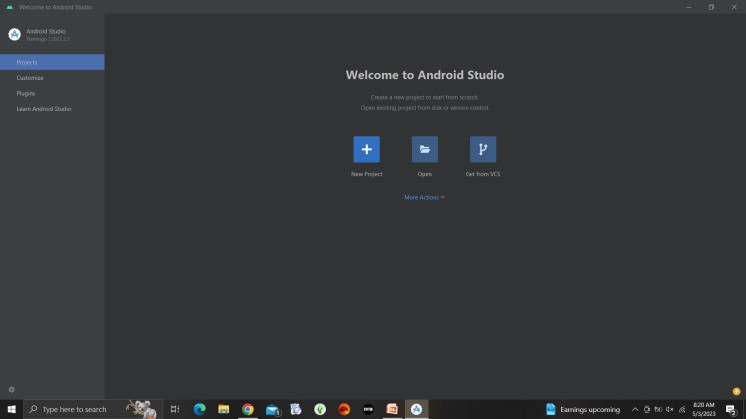 Welcome to Android Studio
Android Studio
Flamingo | 2022.2.1
Projects
Customize
Plugins
Learn Android Studio
Welcome to Android Studio
Create a new project to start from scratch.
Open existing project from disk or version control.
New Project
Open
Get from VCS
More Actions
Type here to search
Earnings upcoming
8:20 AM
5/3/2023